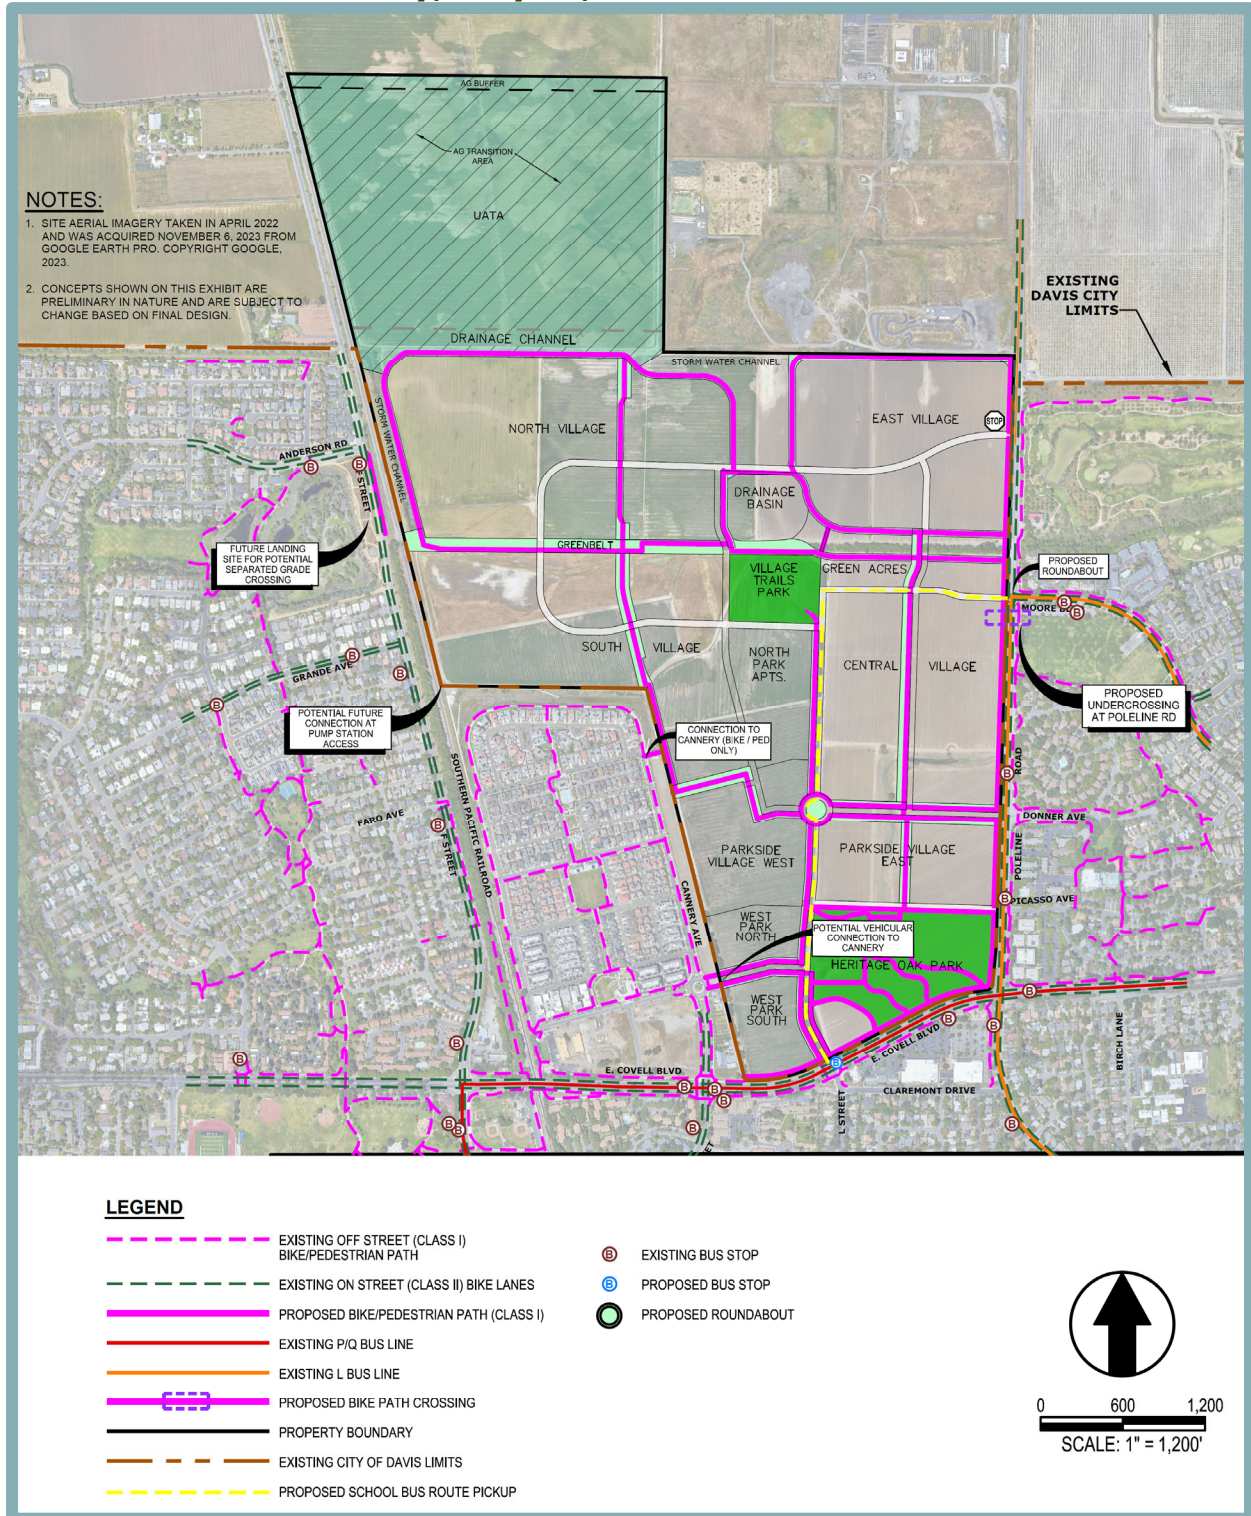 AG BUFFER
AG TRANSITION
AREA
UATA
NOTES:
1. SITE AERIAL IMAGERY TAKEN IN APRIL 2022
AND WAS ACQUIRED NOVEMBER 6, 2023 FROM
GOOGLE EARTH PRO. COPYRIGHT GOOGLE,
2023.
2. CONCEPTS SHOWN ON THIS EXHIBIT ARE
PRELIMINARY IN NATURE AND ARE SUBJECT TO
CHANGE BASED ON FINAL DESIGN.
EXISTING
DAVIS CITY
LIMITS
DRAINAGE CHANNEL
STORM WATER CHANNEL
STORM WATER CHANNEL
NORTH VILLAGE
EAST VILLAGE
STOP
ANDERSON RD
B
B
F STREET
DRAINAGE
BASIN
GREENBELT
FUTURE LANDING
SITE FOR POTENTIAL
SEPARATED GRADE
CROSSING
VILLAGE
TRAILS
PARK
GREEN ACRES
PROPOSED
ROUNDABOUT
MOORE
B
B
SOUTH VILLAGE
NORTH
PARK
APTS.
CENTRAL VILLAGE
GRANDE AVE
B
B
B
PROPOSED
UNDERCROSSING
AT POLELINE RD
POTENTIAL FUTURE
CONNECTION AT
PUMP STATION
ACCESS
CONNECTION TO
CANNERY (BIKE / PED
ONLY)
SOUTHERN PACIFIC RAILROAD
ROAD
B
FARO AVE
B
F STREET
POLELINE
DONNER AVE
PARKSIDE
VILLAGE WEST
PARKSIDE VILLAGE
EAST
CANNERY AVE
B
PICASSO AVE
WEST
PARK
NORTH
POTENTIAL VEHICULAR
CONNECTION TO
CANNERY
HERITAGE OAK PARK
WEST
PARK
SOUTH
B
B
B
E. COVELL BLVD
BIRCH LANE
B
B
E. COVELL BLVD
B
B
B
B
B
CLAREMONT DRIVE
L STREET
B
B
B
B
LEGEND
EXISTING OFF STREET (CLASS I)
BIKE/PEDESTRIAN PATH
EXISTING ON STREET (CLASS II) BIKE LANES
PROPOSED BIKE/PEDESTRIAN PATH (CLASS I)
EXISTING P/Q BUS LINE
EXISTING L BUS LINE
PROPOSED BIKE PATH CROSSING
PROPERTY BOUNDARY
EXISTING CITY OF DAVIS LIMITS
PROPOSED SCHOOL BUS ROUTE PICKUP
B EXISTING BUS STOP
B PROPOSED BUS STOP
PROPOSED ROUNDABOUT
0 600 1,200
SCALE: 1" = 1,200'